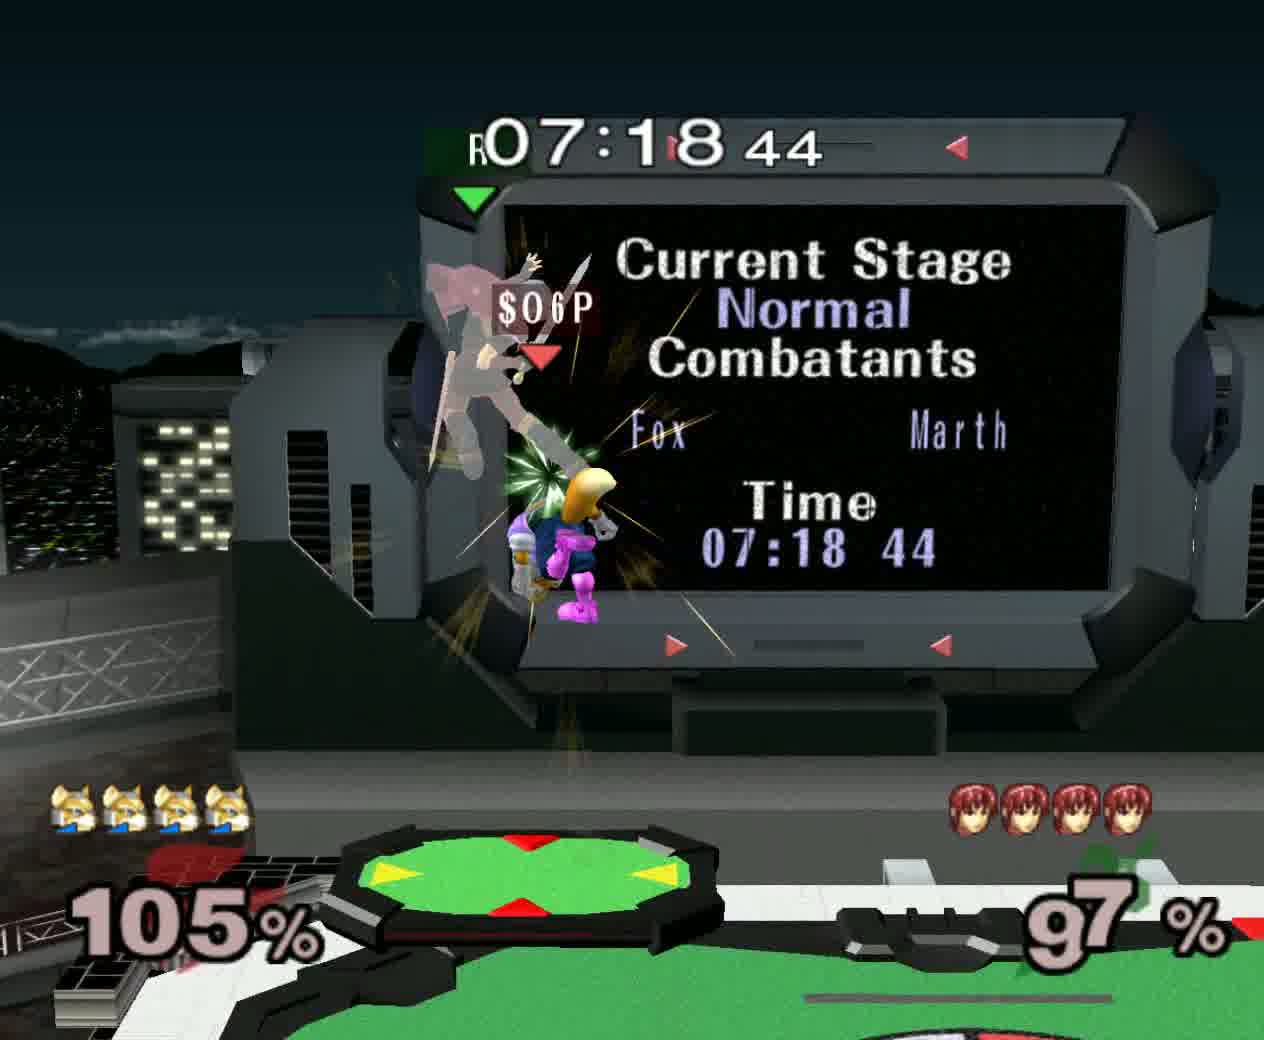 R07:18 44
Current Stage
Normal
$06P
Combatants
Fox Marth
Time
07:18 44
105% 97%